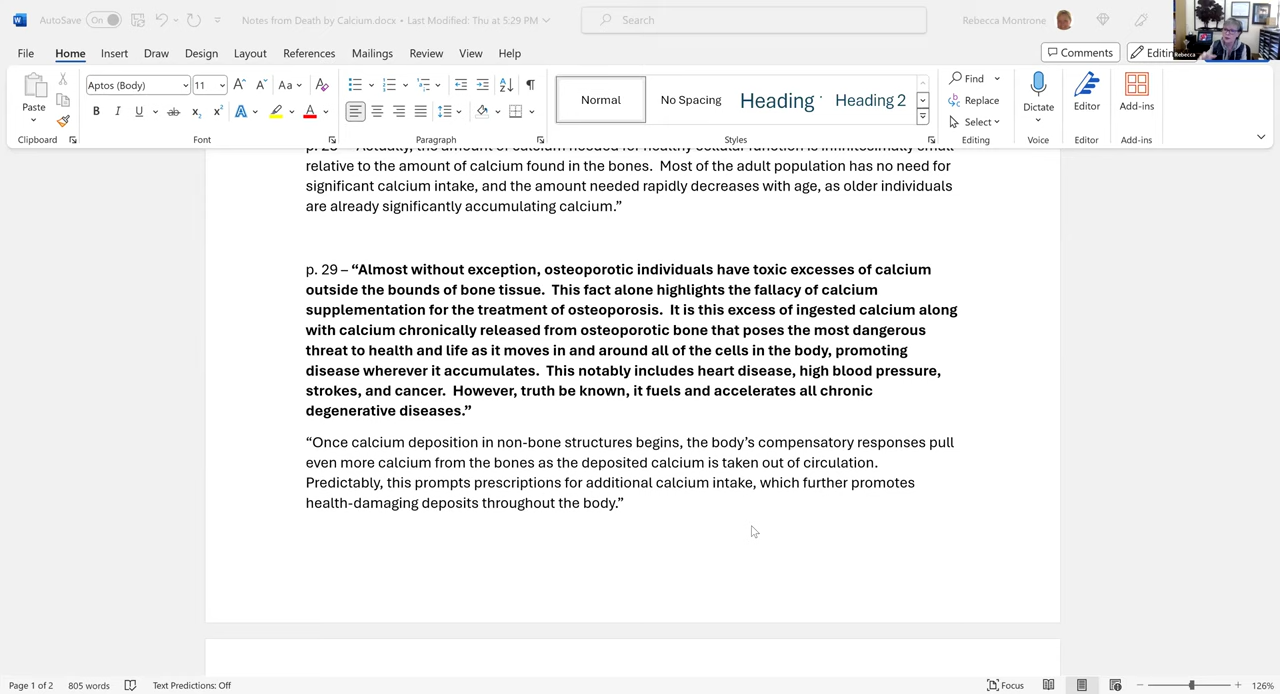 AutoSave On Notes from Death by Calcium.docx • Last Modified: Thu at 5:29 PM Search Rebecca Montrone
File Home Insert Draw Design Layout References Mailings Review View Help Comments Editin
Rebecca
Paste Aptos (Body) 11 Aa Normal No Spacing Heading Heading 2 Find Replace Select Dictate Editor Add-ins
B I U ab x₂ x² A A
Clipboard Font Paragraph Styles Editing Voice Editor Add-ins
relative to the amount of calcium found in the bones.  Most of the adult population has no need for
significant calcium intake, and the amount needed rapidly decreases with age, as older individuals
are already significantly accumulating calcium.”
p. 29 – “Almost without exception, osteoporotic individuals have toxic excesses of calcium
outside the bounds of bone tissue.  This fact alone highlights the fallacy of calcium
supplementation for the treatment of osteoporosis.  It is this excess of ingested calcium along
with calcium chronically released from osteoporotic bone that poses the most dangerous
threat to health and life as it moves in and around all of the cells in the body, promoting
disease wherever it accumulates.  This notably includes heart disease, high blood pressure,
strokes, and cancer.  However, truth be known, it fuels and accelerates all chronic
degenerative diseases.”
“Once calcium deposition in non-bone structures begins, the body’s compensatory responses pull
even more calcium from the bones as the deposited calcium is taken out of circulation.
Predictably, this prompts prescriptions for additional calcium intake, which further promotes
health-damaging deposits throughout the body.”
Page 1 of 2 805 words Text Predictions: Off Focus 126%